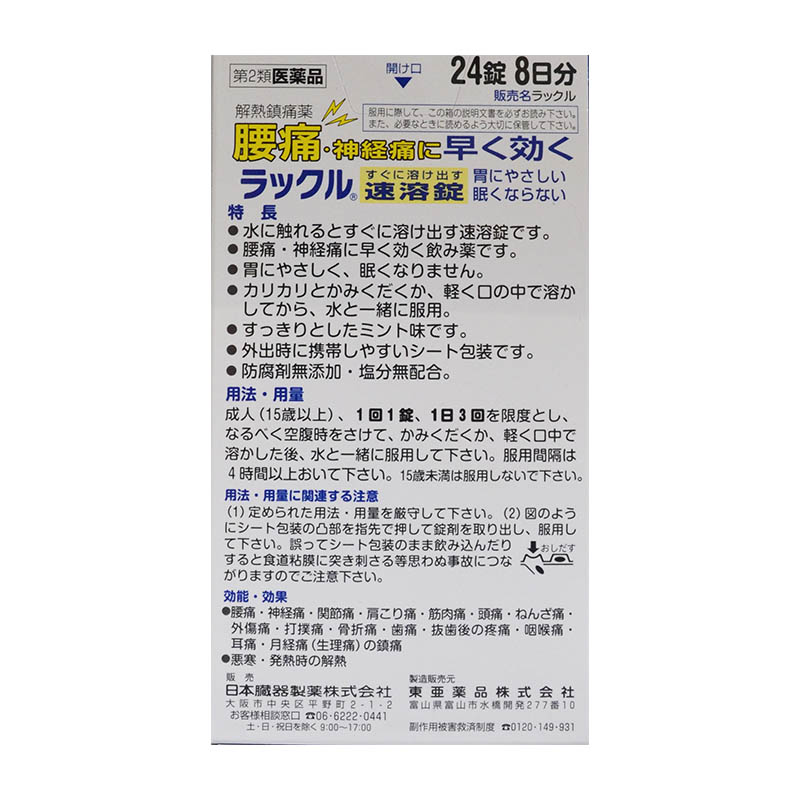 第2類医薬品
開け口
24錠 8日分
販売名ラックル
解熱鎮痛薬
服用に際して、この箱の説明文書を必ずお読み下さい。
また、必要なときに読めるよう大切に保管して下さい。
腰痛・神経痛に早く効く
ラックル®
すぐに溶け出す
速溶錠
胃にやさしい
眠くならない
特長
●水に触れるとすぐに溶け出す速溶錠です。
●腰痛・神経痛に早く効く飲み薬です。
●胃にやさしく、眠くなりません。
●カリカリとかみくだくか、軽く口の中で溶か
してから、水と一緒に服用。
●すっきりとしたミント味です。
●外出時に携帯しやすいシート包装です。
●防腐剤無添加・塩分無配合。
用法・用量
成人(15歳以上)、1回1錠、1日3回を限度とし、
なるべく空腹時をさけて、かみくだくか、軽く口中で
溶かした後、水と一緒に服用して下さい。服用間隔は
4時間以上おいて下さい。15歳未満は服用しないで下さい。
用法・用量に関連する注意
(1)定められた用法・用量を厳守して下さい。(2)図のよう
にシート包装の凸部を指先で押して錠剤を取り出し、服用し
て下さい。誤ってシート包装のまま飲み込んだり
すると食道粘膜に突き刺さる等思わぬ事故につな
がりますのでご注意下さい。
おしだす
効能・効果
●腰痛・神経痛・関節痛・肩こり痛・筋肉痛・頭痛・ねんざ痛・
外傷痛・打撲痛・骨折痛・歯痛・抜歯後の疼痛・咽喉痛・
耳痛・月経痛(生理痛)の鎮痛
●悪寒・発熱時の解熱
販売
日本臓器製薬株式会社
大阪市中央区平野町2-1-2
お客様相談窓口 ☎06-6222-0441
土・日・祝日を除く 9:00〜17:00
製造販売元
東亜薬品株式会社
富山県富山市水橋開発277番10
副作用被害救済制度 ☎0120-149-931